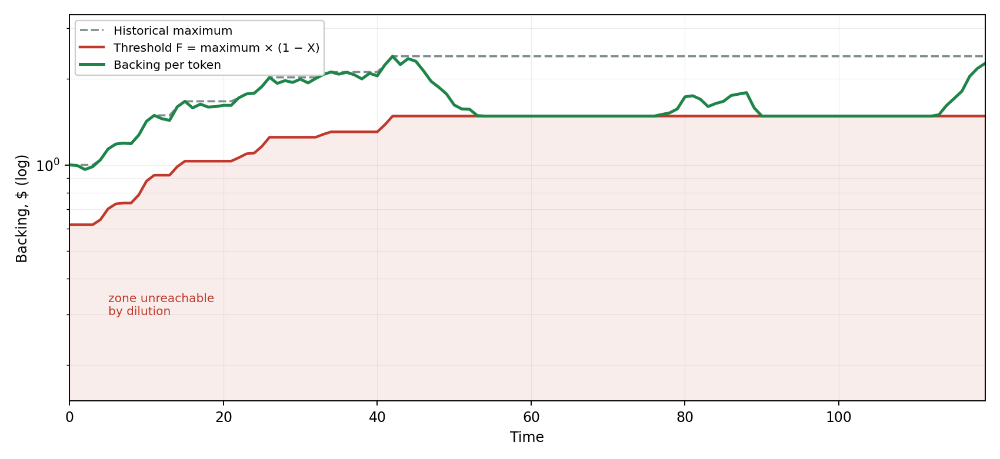 Historical maximum
Threshold F = maximum × (1 − X)
Backing per token
Backing, $ (log)
10⁰
zone unreachable
by dilution
0 20 40 60 80 100
Time